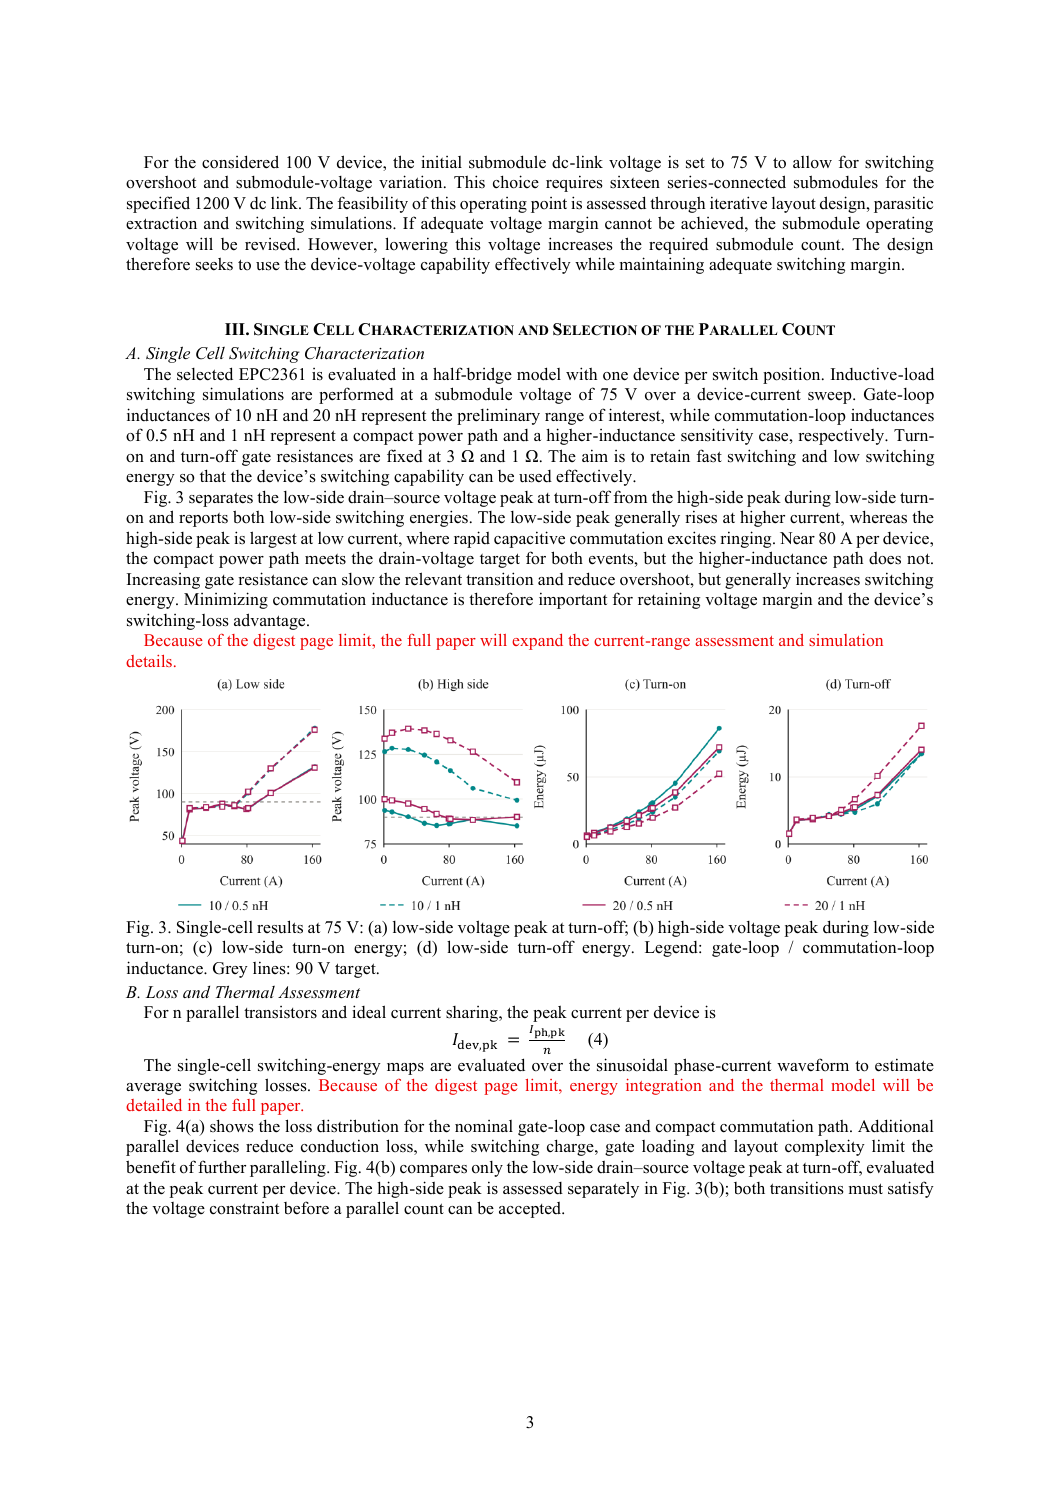 For the considered 100 V device, the initial submodule dc-link voltage is set to 75 V to allow for switching
overshoot and submodule-voltage variation. This choice requires sixteen series-connected submodules for the
specified 1200 V dc link. The feasibility of this operating point is assessed through iterative layout design, parasitic
extraction and switching simulations. If adequate voltage margin cannot be achieved, the submodule operating
voltage will be revised. However, lowering this voltage increases the required submodule count. The design
therefore seeks to use the device-voltage capability effectively while maintaining adequate switching margin.
III. SINGLE CELL CHARACTERIZATION AND SELECTION OF THE PARALLEL COUNT
A. Single Cell Switching Characterization
The selected EPC2361 is evaluated in a half-bridge model with one device per switch position. Inductive-load
switching simulations are performed at a submodule voltage of 75 V over a device-current sweep. Gate-loop
inductances of 10 nH and 20 nH represent the preliminary range of interest, while commutation-loop inductances
of 0.5 nH and 1 nH represent a compact power path and a higher-inductance sensitivity case, respectively. Turn-
on and turn-off gate resistances are fixed at 3 Ω and 1 Ω. The aim is to retain fast switching and low switching
energy so that the device’s switching capability can be used effectively.
Fig. 3 separates the low-side drain–source voltage peak at turn-off from the high-side peak during low-side turn-
on and reports both low-side switching energies. The low-side peak generally rises at higher current, whereas the
high-side peak is largest at low current, where rapid capacitive commutation excites ringing. Near 80 A per device,
the compact power path meets the drain-voltage target for both events, but the higher-inductance path does not.
Increasing gate resistance can slow the relevant transition and reduce overshoot, but generally increases switching
energy. Minimizing commutation inductance is therefore important for retaining voltage margin and the device’s
switching-loss advantage.
Because of the digest page limit, the full paper will expand the current-range assessment and simulation
details.
(a) Low side (b) High side (c) Turn-on (d) Turn-off
Peak voltage (V)
200
150
100
50
0 80 160
Current (A)
Peak voltage (V)
150
125
100
75
0 80 160
Current (A)
Energy (μJ)
100
50
0
0 80 160
Current (A)
Energy (μJ)
20
10
0
0 80 160
Current (A)
10 / 0.5 nH 10 / 1 nH 20 / 0.5 nH 20 / 1 nH
Fig. 3. Single-cell results at 75 V: (a) low-side voltage peak at turn-off; (b) high-side voltage peak during low-side
turn-on; (c) low-side turn-on energy; (d) low-side turn-off energy. Legend: gate-loop / commutation-loop
inductance. Grey lines: 90 V target.
B. Loss and Thermal Assessment
For n parallel transistors and ideal current sharing, the peak current per device is
I_dev,pk = I_ph,pk / n (4)
The single-cell switching-energy maps are evaluated over the sinusoidal phase-current waveform to estimate
average switching losses. Because of the digest page limit, energy integration and the thermal model will be
detailed in the full paper.
Fig. 4(a) shows the loss distribution for the nominal gate-loop case and compact commutation path. Additional
parallel devices reduce conduction loss, while switching charge, gate loading and layout complexity limit the
benefit of further paralleling. Fig. 4(b) compares only the low-side drain–source voltage peak at turn-off, evaluated
at the peak current per device. The high-side peak is assessed separately in Fig. 3(b); both transitions must satisfy
the voltage constraint before a parallel count can be accepted.
3